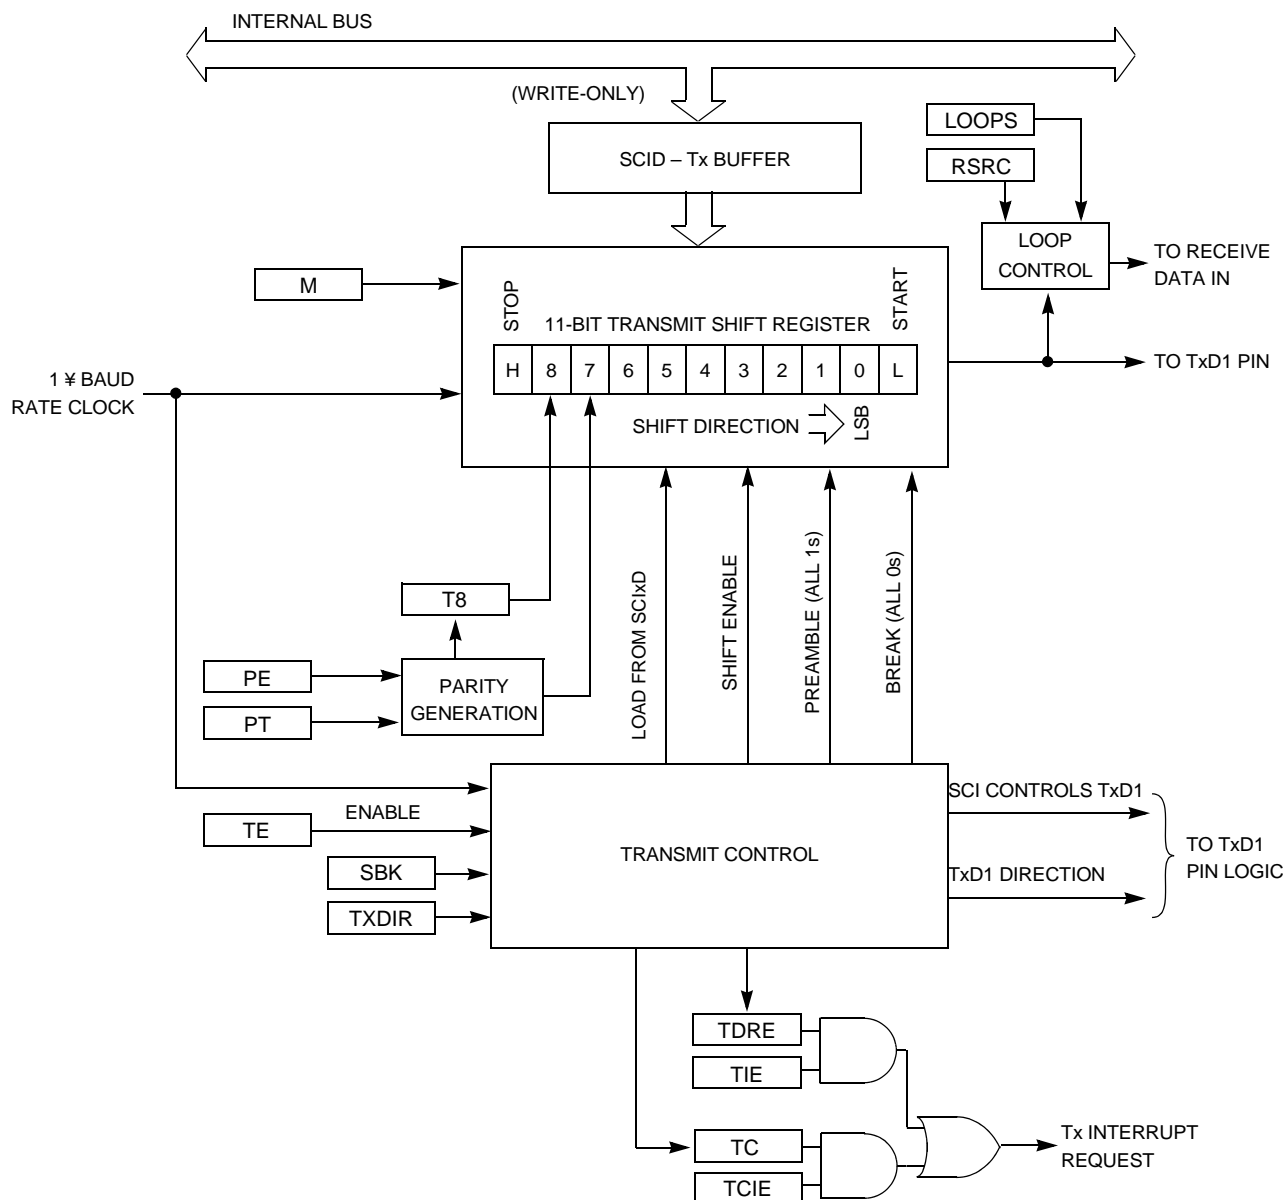 INTERNAL BUS
(WRITE-ONLY)
SCID – Tx BUFFER
LOOPS
RSRC
LOOP
CONTROL
TO RECEIVE
DATA IN
M
STOP
11-BIT TRANSMIT SHIFT REGISTER
START
H 8 7 6 5 4 3 2 1 0 L
SHIFT DIRECTION
LSB
TO TxD1 PIN
1 ¥ BAUD
RATE CLOCK
T8
PE
PT
PARITY
GENERATION
LOAD FROM SCIxD
SHIFT ENABLE
PREAMBLE (ALL 1s)
BREAK (ALL 0s)
TE
ENABLE
SBK
TXDIR
TRANSMIT CONTROL
SCI CONTROLS TxD1
TxD1 DIRECTION
TO TxD1
PIN LOGIC
TDRE
TIE
TC
TCIE
Tx INTERRUPT
REQUEST